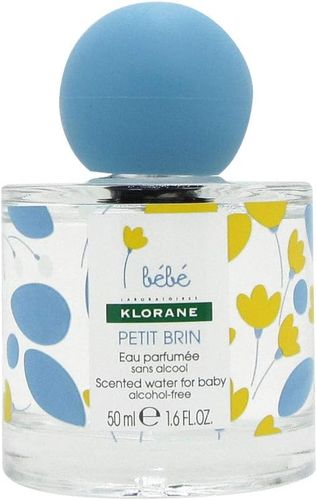 bébé
LABORATOIRES
KLORANE
PETIT BRIN
Eau parfumée
sans alcool
Scented water for baby
alcohol-free
50 ml e 1.6 FL.OZ.